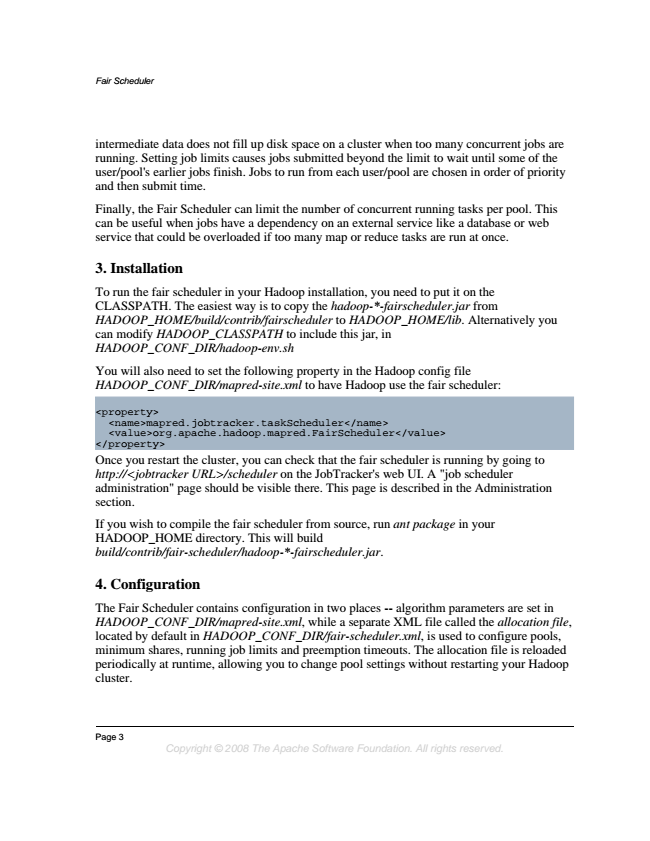 Fair Scheduler
intermediate data does not fill up disk space on a cluster when too many concurrent jobs are
running. Setting job limits causes jobs submitted beyond the limit to wait until some of the
user/pool's earlier jobs finish. Jobs to run from each user/pool are chosen in order of priority
and then submit time.
Finally, the Fair Scheduler can limit the number of concurrent running tasks per pool. This
can be useful when jobs have a dependency on an external service like a database or web
service that could be overloaded if too many map or reduce tasks are run at once.
3. Installation
To run the fair scheduler in your Hadoop installation, you need to put it on the
CLASSPATH. The easiest way is to copy the hadoop-*-fairscheduler.jar from
HADOOP_HOME/build/contrib/fairscheduler to HADOOP_HOME/lib. Alternatively you
can modify HADOOP_CLASSPATH to include this jar, in
HADOOP_CONF_DIR/hadoop-env.sh
You will also need to set the following property in the Hadoop config file
HADOOP_CONF_DIR/mapred-site.xml to have Hadoop use the fair scheduler:
<property>
  <name>mapred.jobtracker.taskScheduler</name>
  <value>org.apache.hadoop.mapred.FairScheduler</value>
</property>
Once you restart the cluster, you can check that the fair scheduler is running by going to
http://<jobtracker URL>/scheduler on the JobTracker's web UI. A "job scheduler
administration" page should be visible there. This page is described in the Administration
section.
If you wish to compile the fair scheduler from source, run ant package in your
HADOOP_HOME directory. This will build
build/contrib/fair-scheduler/hadoop-*-fairscheduler.jar.
4. Configuration
The Fair Scheduler contains configuration in two places -- algorithm parameters are set in
HADOOP_CONF_DIR/mapred-site.xml, while a separate XML file called the allocation file,
located by default in HADOOP_CONF_DIR/fair-scheduler.xml, is used to configure pools,
minimum shares, running job limits and preemption timeouts. The allocation file is reloaded
periodically at runtime, allowing you to change pool settings without restarting your Hadoop
cluster.
Page 3
Copyright © 2008 The Apache Software Foundation. All rights reserved.